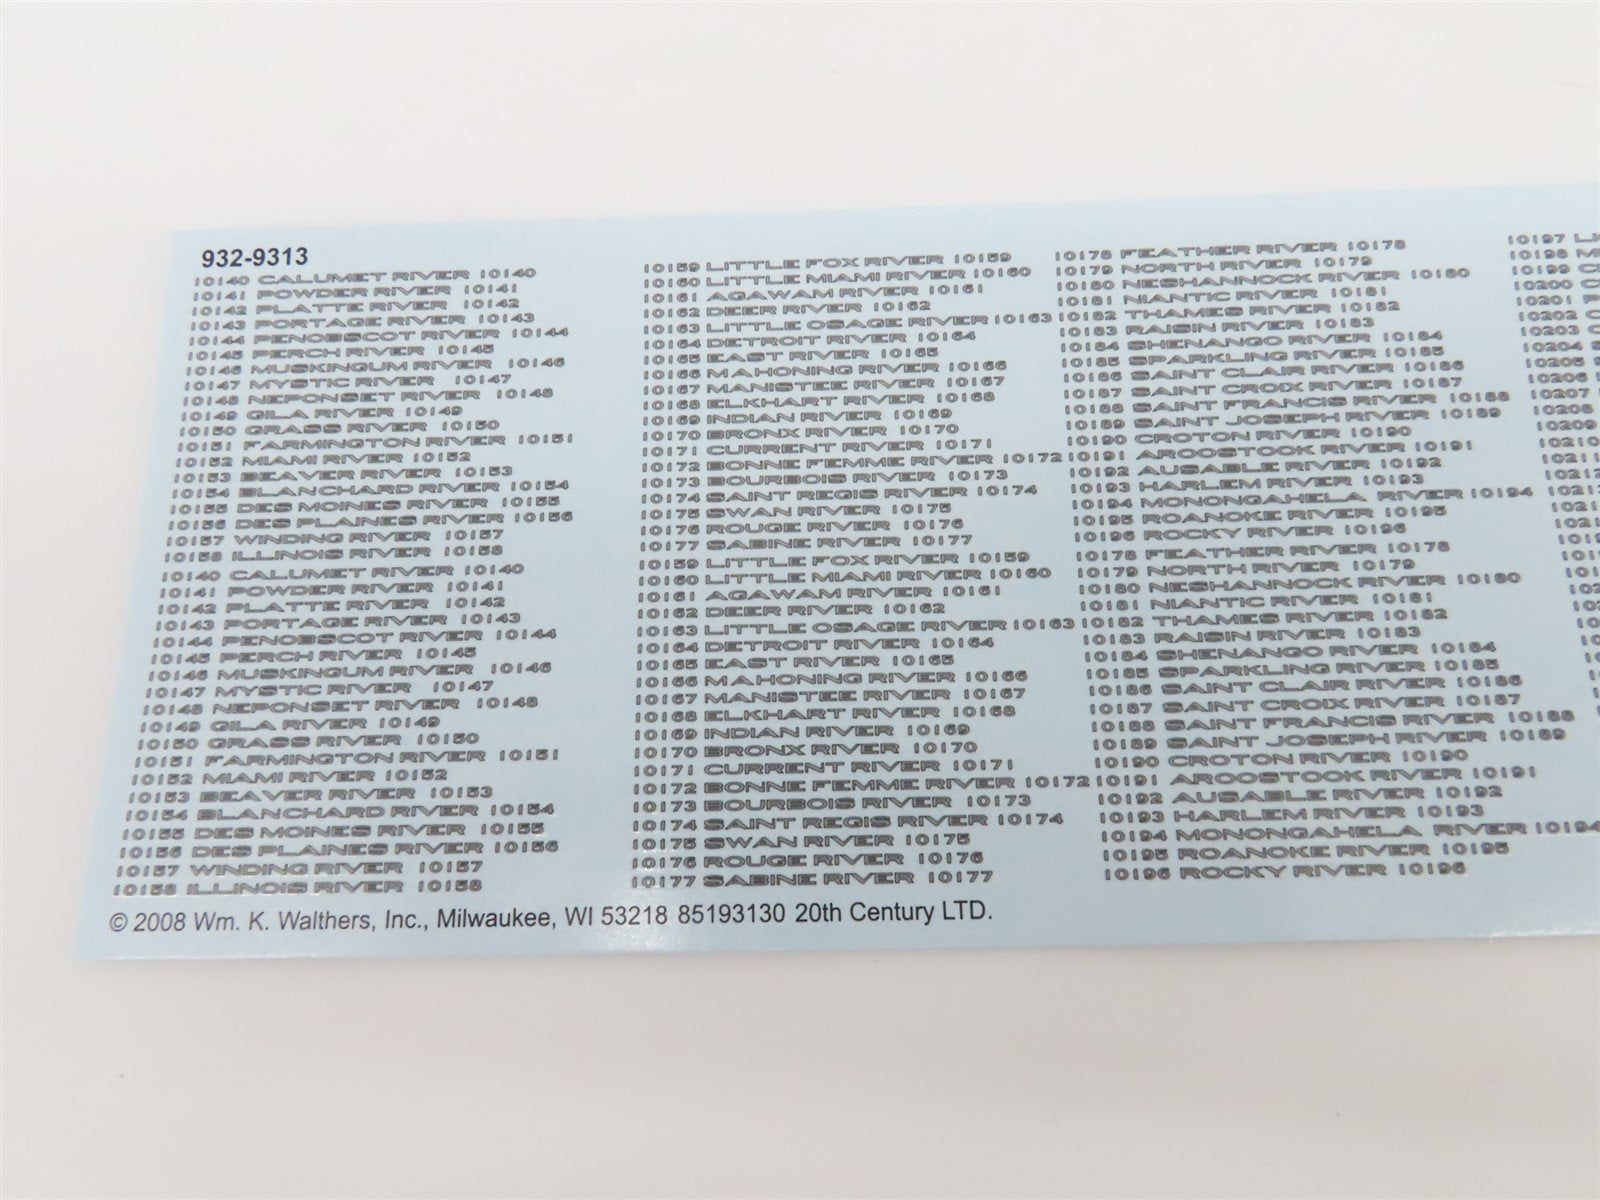 932-9313
10140 CALUMET RIVER 10140
10141 POWDER RIVER 10141
10142 PLATTE RIVER 10142
10143 PORTAGE RIVER 10143
10144 PENOBSCOT RIVER 10144
10145 PERCH RIVER 10145
10146 MUSKINGUM RIVER 10146
10147 MYSTIC RIVER 10147
10148 NEPONSET RIVER 10148
10149 GILA RIVER 10149
10150 GRASS RIVER 10150
10151 FARMINGTON RIVER 10151
10152 MIAMI RIVER 10152
10153 BEAVER RIVER 10153
10154 BLANCHARD RIVER 10154
10155 DES MOINES RIVER 10155
10156 DES PLAINES RIVER 10156
10157 WINDING RIVER 10157
10158 ILLINOIS RIVER 10158
10140 CALUMET RIVER 10140
10141 POWDER RIVER 10141
10142 PLATTE RIVER 10142
10143 PORTAGE RIVER 10143
10144 PENOBSCOT RIVER 10144
10145 PERCH RIVER 10145
10146 MUSKINGUM RIVER 10146
10147 MYSTIC RIVER 10147
10148 NEPONSET RIVER 10148
10149 GILA RIVER 10149
10150 GRASS RIVER 10150
10151 FARMINGTON RIVER 10151
10152 MIAMI RIVER 10152
10153 BEAVER RIVER 10153
10154 BLANCHARD RIVER 10154
10155 DES MOINES RIVER 10155
10156 DES PLAINES RIVER 10156
10157 WINDING RIVER 10157
10158 ILLINOIS RIVER 10158
10159 LITTLE FOX RIVER 10159
10160 LITTLE MIAMI RIVER 10160
10161 AGAWAM RIVER 10161
10162 DEER RIVER 10162
10163 LITTLE OSAGE RIVER 10163
10164 DETROIT RIVER 10164
10165 EAST RIVER 10165
10166 MAHONING RIVER 10166
10167 MANISTEE RIVER 10167
10168 ELKHART RIVER 10168
10169 INDIAN RIVER 10169
10170 BRONX RIVER 10170
10171 CURRENT RIVER 10171
10172 BONNE FEMME RIVER 10172
10173 BOURBOIS RIVER 10173
10174 SAINT REGIS RIVER 10174
10175 SWAN RIVER 10175
10176 ROUGE RIVER 10176
10177 SABINE RIVER 10177
10159 LITTLE FOX RIVER 10159
10160 LITTLE MIAMI RIVER 10160
10161 AGAWAM RIVER 10161
10162 DEER RIVER 10162
10163 LITTLE OSAGE RIVER 10163
10164 DETROIT RIVER 10164
10165 EAST RIVER 10165
10166 MAHONING RIVER 10166
10167 MANISTEE RIVER 10167
10168 ELKHART RIVER 10168
10169 INDIAN RIVER 10169
10170 BRONX RIVER 10170
10171 CURRENT RIVER 10171
10172 BONNE FEMME RIVER 10172
10173 BOURBOIS RIVER 10173
10174 SAINT REGIS RIVER 10174
10175 SWAN RIVER 10175
10176 ROUGE RIVER 10176
10177 SABINE RIVER 10177
10178 FEATHER RIVER 10178
10179 NORTH RIVER 10179
10180 NESHANNOCK RIVER 10180
10181 NIANTIC RIVER 10181
10182 THAMES RIVER 10182
10183 RAISIN RIVER 10183
10184 SHENANGO RIVER 10184
10185 SPARKLING RIVER 10185
10186 SAINT CLAIR RIVER 10186
10187 SAINT CROIX RIVER 10187
10188 SAINT FRANCIS RIVER 10188
10189 SAINT JOSEPH RIVER 10189
10190 CROTON RIVER 10190
10191 AROOSTOOK RIVER 10191
10192 AUSABLE RIVER 10192
10193 HARLEM RIVER 10193
10194 MONONGAHELA RIVER 10194
10195 ROANOKE RIVER 10195
10196 ROCKY RIVER 10196
10178 FEATHER RIVER 10178
10179 NORTH RIVER 10179
10180 NESHANNOCK RIVER 10180
10181 NIANTIC RIVER 10181
10182 THAMES RIVER 10182
10183 RAISIN RIVER 10183
10184 SHENANGO RIVER 10184
10185 SPARKLING RIVER 10185
10186 SAINT CLAIR RIVER 10186
10187 SAINT CROIX RIVER 10187
10188 SAINT FRANCIS RIVER 10188
10189 SAINT JOSEPH RIVER 10189
10190 CROTON RIVER 10190
10191 AROOSTOOK RIVER 10191
10192 AUSABLE RIVER 10192
10193 HARLEM RIVER 10193
10194 MONONGAHELA RIVER 10194
10195 ROANOKE RIVER 10195
10196 ROCKY RIVER 10196
10197
10198
10199
10200
10201
10202
10203
10204
10205
10206
10207
10208
10209
© 2008 Wm. K. Walthers, Inc., Milwaukee, WI 53218 85193130 20th Century LTD.